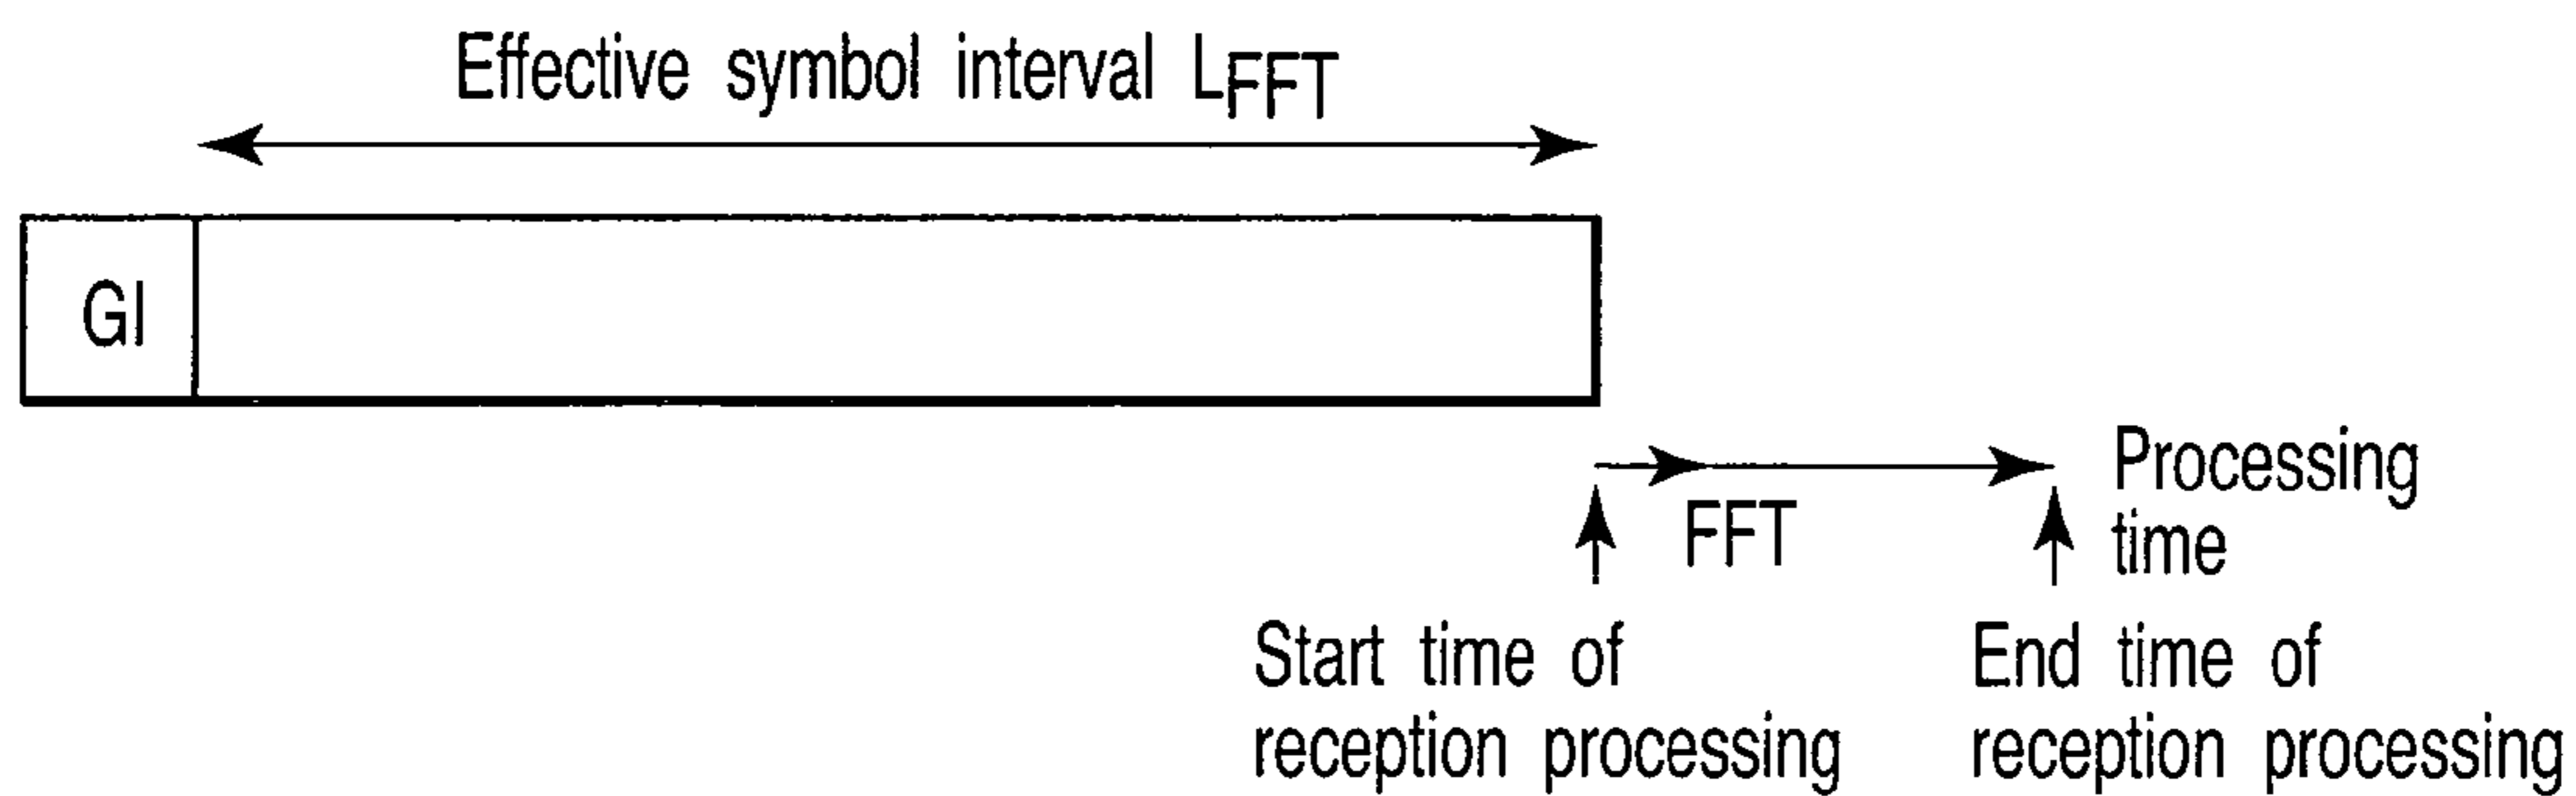 Effective symbol interval LFFT
GI
FFT
Processing
time
Start time of
reception processing
End time of
reception processing